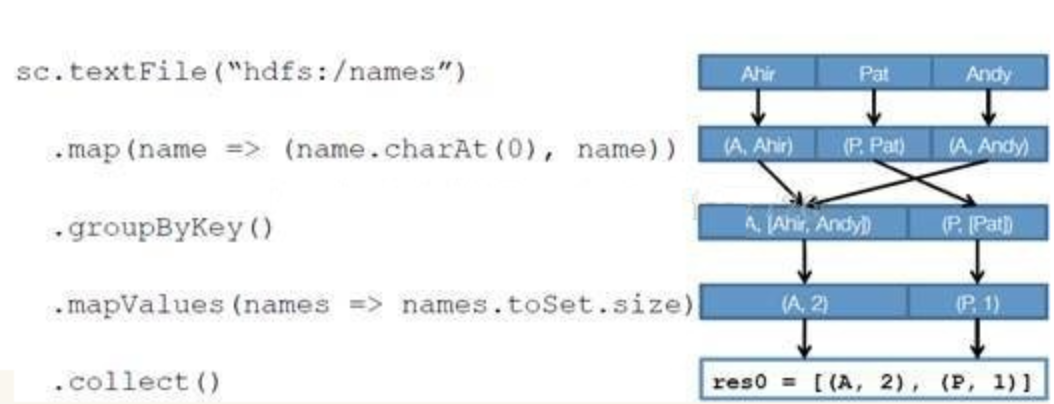 sc.textFile(“hdfs:/names”)
Ahir Pat Andy
.map(name => (name.charAt(0), name))
(A, Ahir) (P, Pat) (A, Andy)
.groupByKey()
A, [Ahir, Andy]) (P, [Pat])
.mapValues(names => names.toSet.size)
(A, 2) (P, 1)
.collect()
res0 = [(A, 2), (P, 1)]